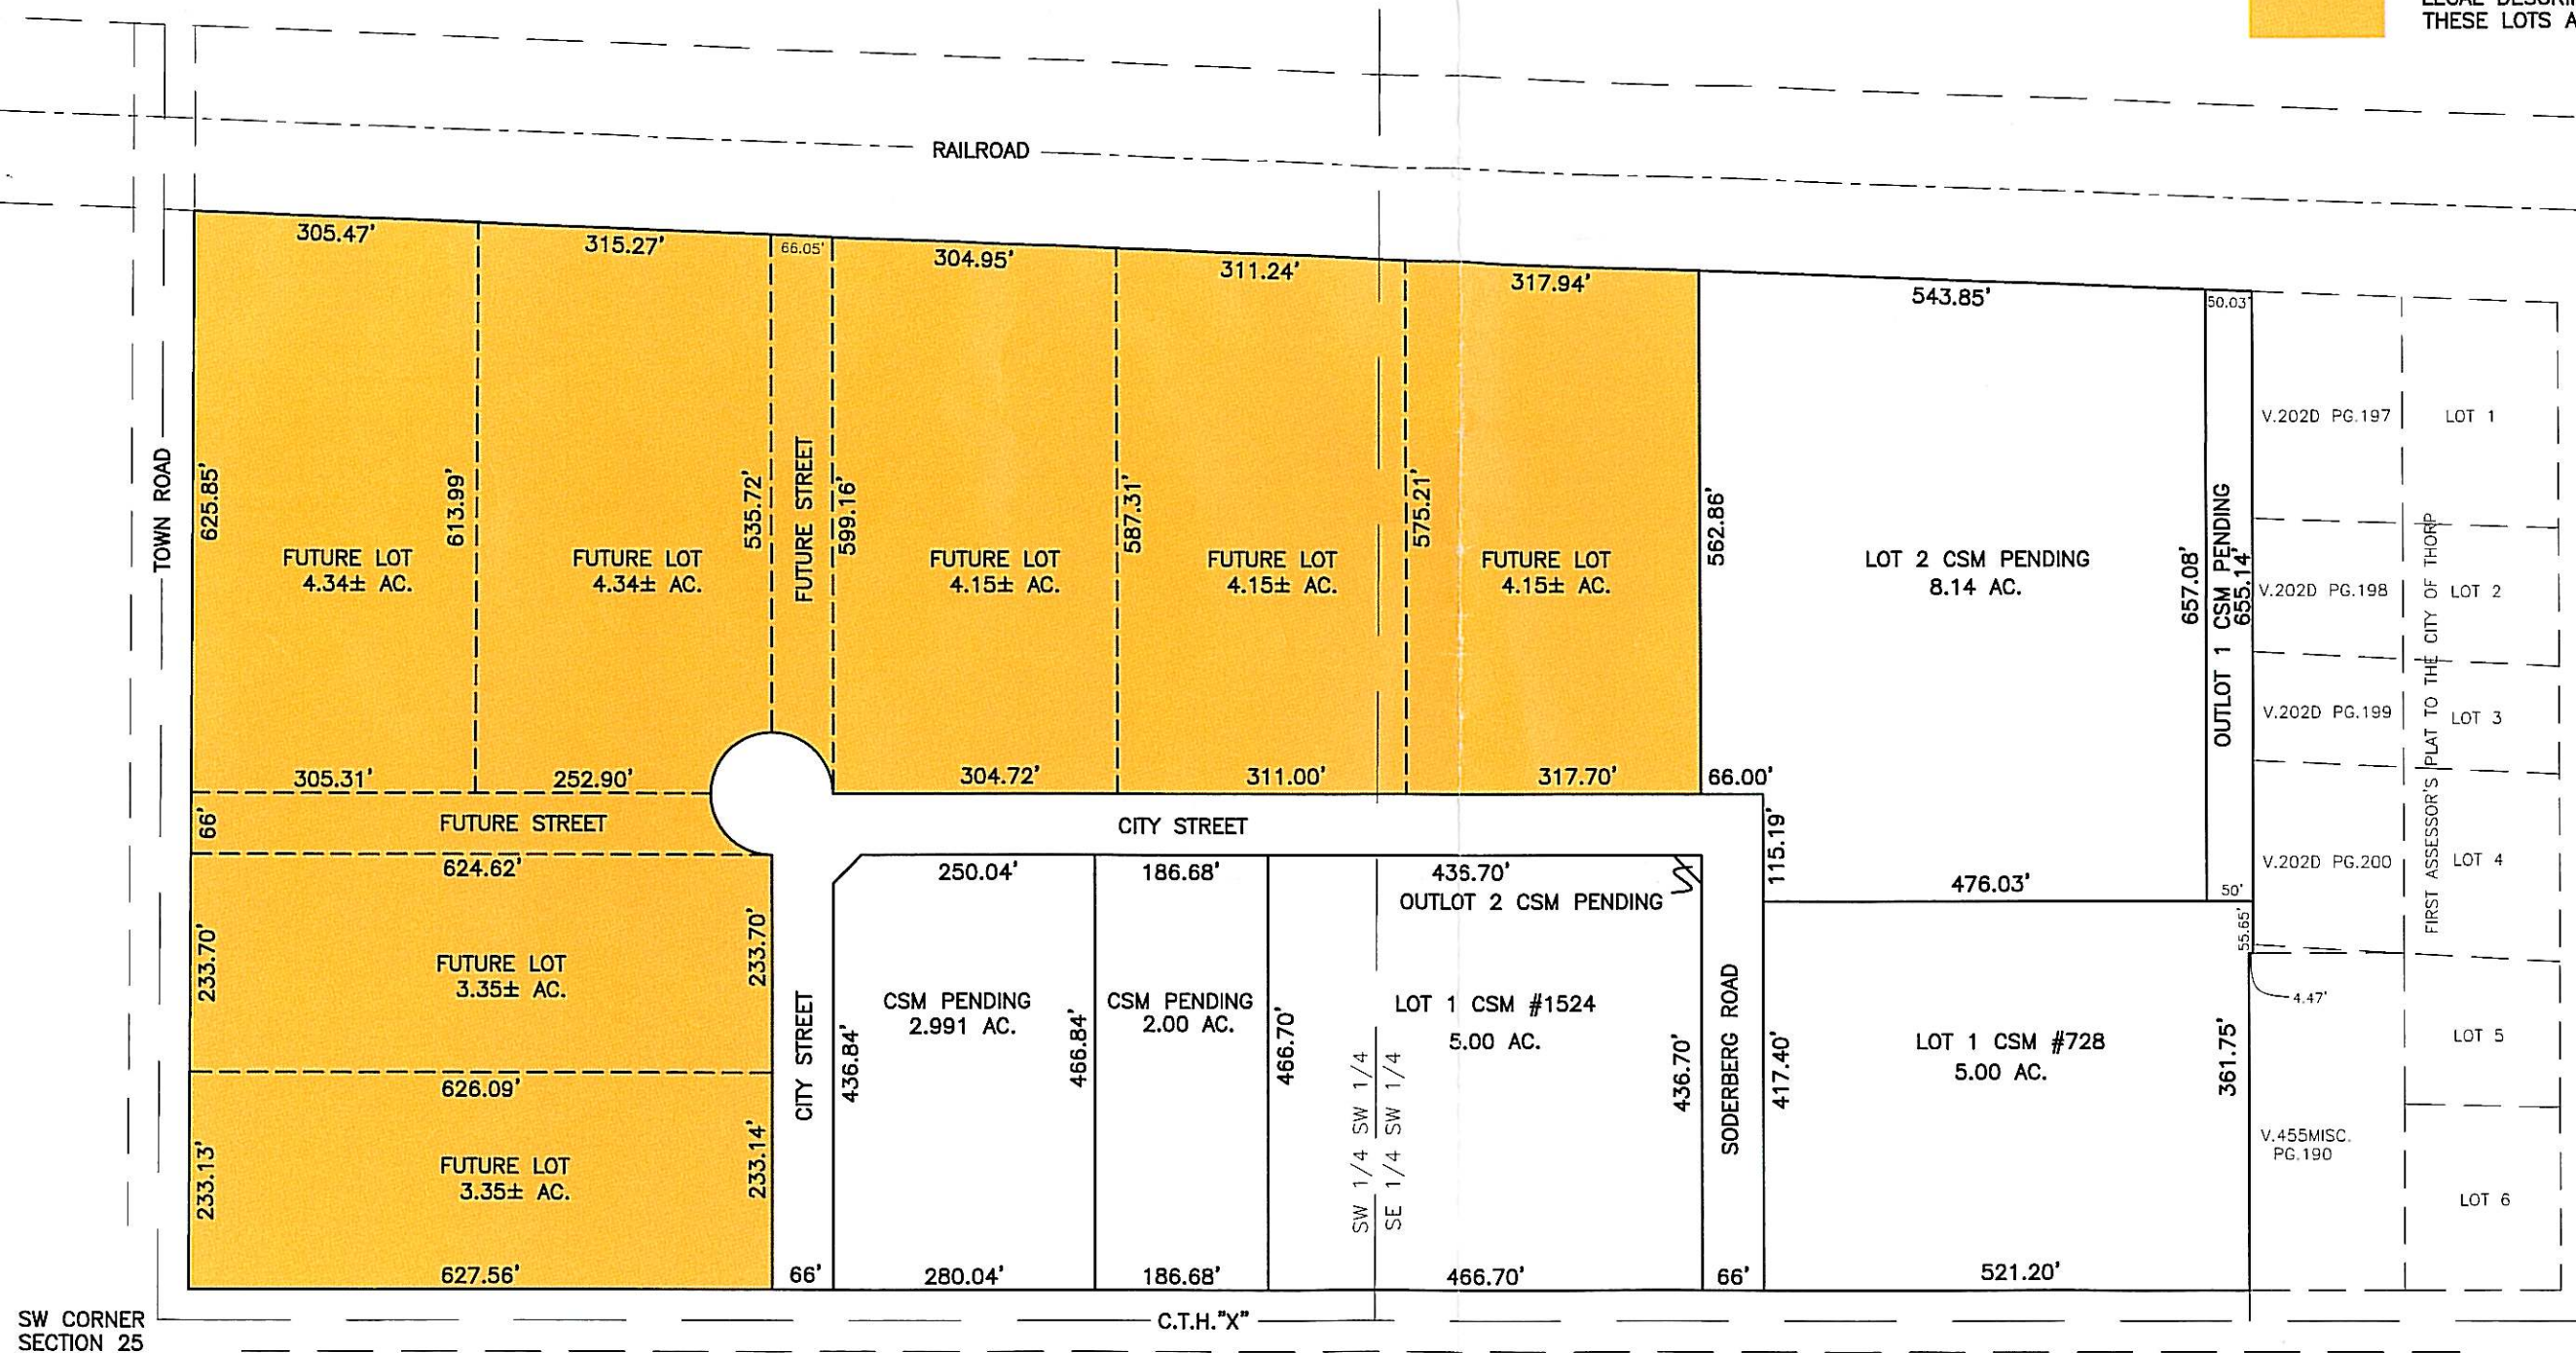 THESE LOTS A
RAILROAD
305.47'
315.27'
66.05'
304.95'
311.24'
317.94'
543.85'
50.03'
TOWN ROAD
625.85'
613.99'
535.72'
FUTURE STREET
599.16'
587.31'
575.21'
562.86'
FUTURE LOT
4.34± AC.
FUTURE LOT
4.34± AC.
FUTURE LOT
4.15± AC.
FUTURE LOT
4.15± AC.
FUTURE LOT
4.15± AC.
LOT 2 CSM PENDING
8.14 AC.
657.08'
OUTLOT 1 CSM PENDING
655.14'
V.202D PG.197
LOT 1
V.202D PG.198
LOT 2
V.202D PG.199
LOT 3
V.202D PG.200
LOT 4
FIRST ASSESSOR'S PLAT TO THE CITY OF THORP
305.31'
252.90'
304.72'
311.00'
317.70'
66.00'
66'
FUTURE STREET
CITY STREET
115.19'
624.62'
250.04'
186.68'
435.70'
OUTLOT 2 CSM PENDING
476.03'
50'
55.65'
233.70'
FUTURE LOT
3.35± AC.
233.70'
CITY STREET
436.84'
CSM PENDING
2.991 AC.
466.84'
CSM PENDING
2.00 AC.
466.70'
LOT 1 CSM #1524
5.00 AC.
SW 1/4 SW 1/4
SE 1/4 SW 1/4
436.70'
SODERBERG ROAD
417.40'
LOT 1 CSM #728
5.00 AC.
361.75'
4.47'
LOT 5
626.09'
233.13'
FUTURE LOT
3.35± AC.
233.14'
V.455MISC.
PG.190
LOT 6
627.56'
66'
280.04'
186.68'
466.70'
66'
521.20'
SW CORNER
SECTION 25
C.T.H."X"